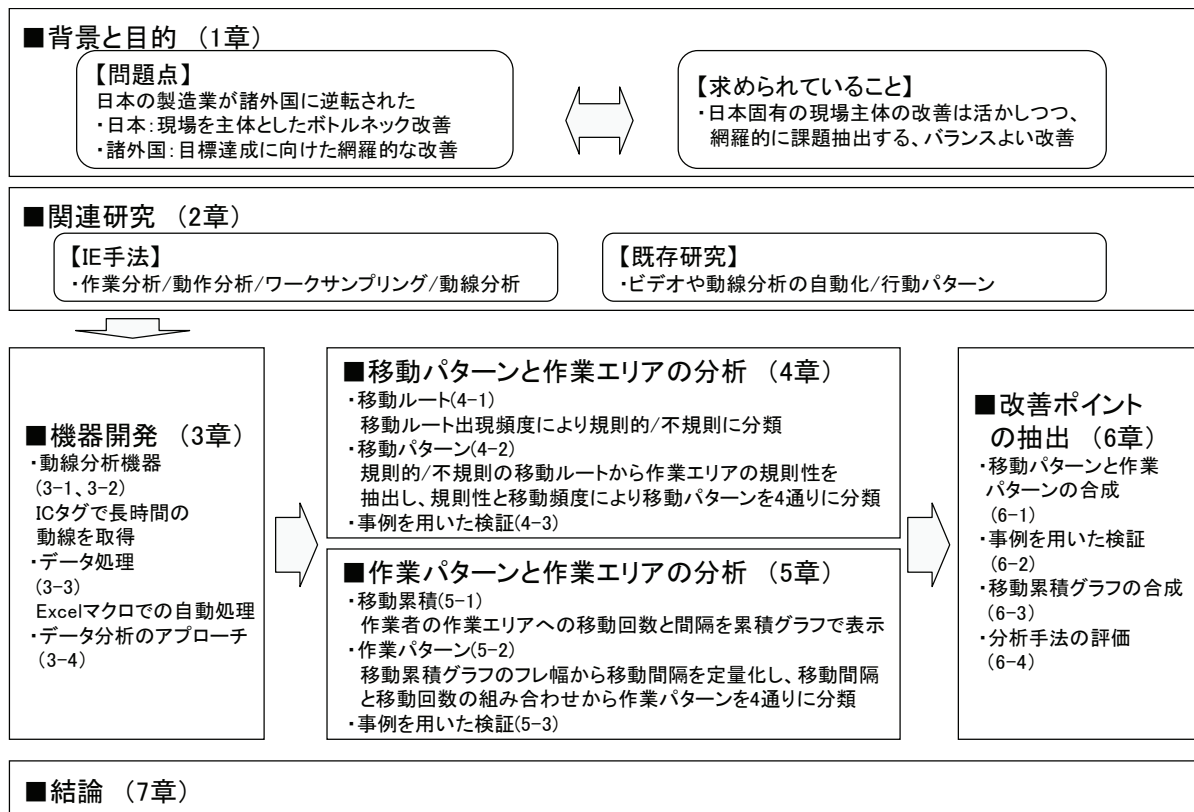 ■背景と目的 （1章）
【問題点】
日本の製造業が諸外国に逆転された
・日本：現場を主体としたボトルネック改善
・諸外国：目標達成に向けた網羅的な改善
【求められていること】
・日本固有の現場主体の改善は活かしつつ、
網羅的に課題抽出する、バランスよい改善
■関連研究 （2章）
【IE手法】
・作業分析/動作分析/ワークサンプリング/動線分析
【既存研究】
・ビデオや動線分析の自動化/行動パターン
■機器開発 （3章）
・動線分析機器
(3-1、3-2)
ICタグで長時間の
動線を取得
・データ処理
(3-3)
Excelマクロでの自動処理
・データ分析のアプローチ
(3-4)
■移動パターンと作業エリアの分析 （4章）
・移動ルート(4-1)
移動ルート出現頻度により規則的/不規則に分類
・移動パターン(4-2)
規則的/不規則の移動ルートから作業エリアの規則性を
抽出し、規則性と移動頻度により移動パターンを4通りに分類
・事例を用いた検証(4-3)
■作業パターンと作業エリアの分析 （5章）
・移動累積(5-1)
作業者の作業エリアへの移動回数と間隔を累積グラフで表示
・作業パターン(5-2)
移動累積グラフのフレ幅から移動間隔を定量化し、移動間隔
と移動回数の組み合わせから作業パターンを4通りに分類
・事例を用いた検証(5-3)
■改善ポイント
の抽出 （6章）
・移動パターンと作業
パターンの合成
(6-1)
・事例を用いた検証
(6-2)
・移動累積グラフの合成
(6-3)
・分析手法の評価
(6-4)
■結論 （7章）